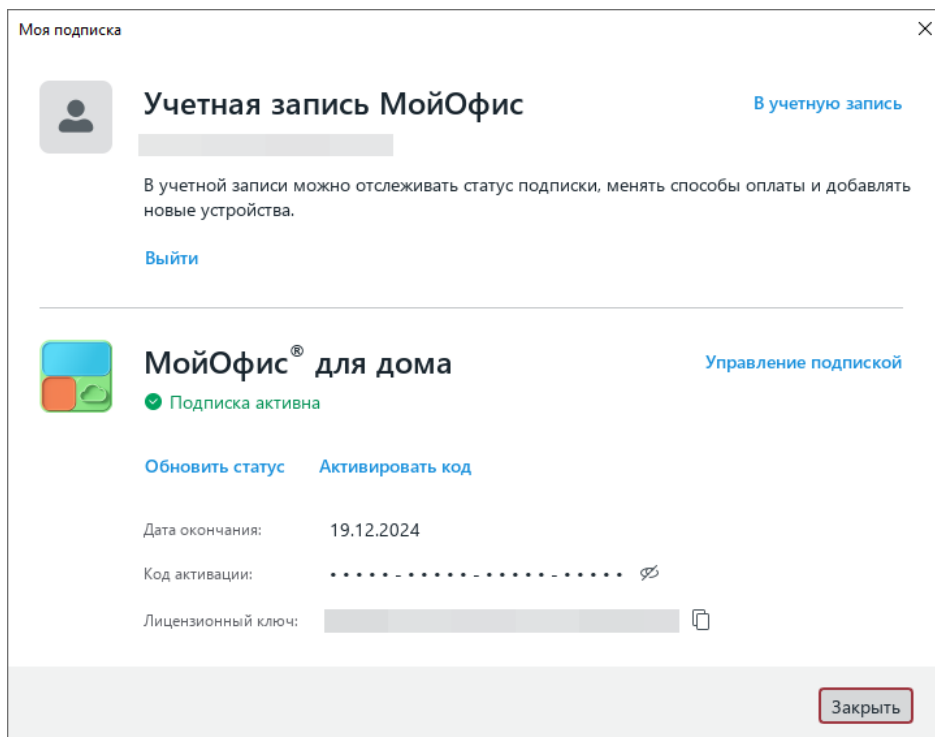 Моя подписка
Учетная запись МойОфис
В учетную запись
В учетной записи можно отслеживать статус подписки, менять способы оплаты и добавлять
новые устройства.
Выйти
МойОфис® для дома
Управление подпиской
Подписка активна
Обновить статус Активировать код
Дата окончания: 19.12.2024
Код активации: •••••-•••••-•••••-•••••
Лицензионный ключ:
Закрыть